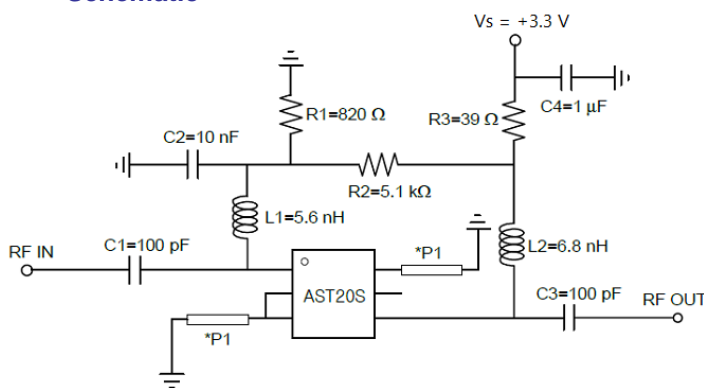 Schematic
Vs = +3.3 V
R1=820 Ω
C4=1 μF
R3=39 Ω
C2=10 nF
R2=5.1 kΩ
L1=5.6 nH
RF IN
C1=100 pF
*P1
L2=6.8 nH
AST20S
C3=100 pF
RF OUT
*P1